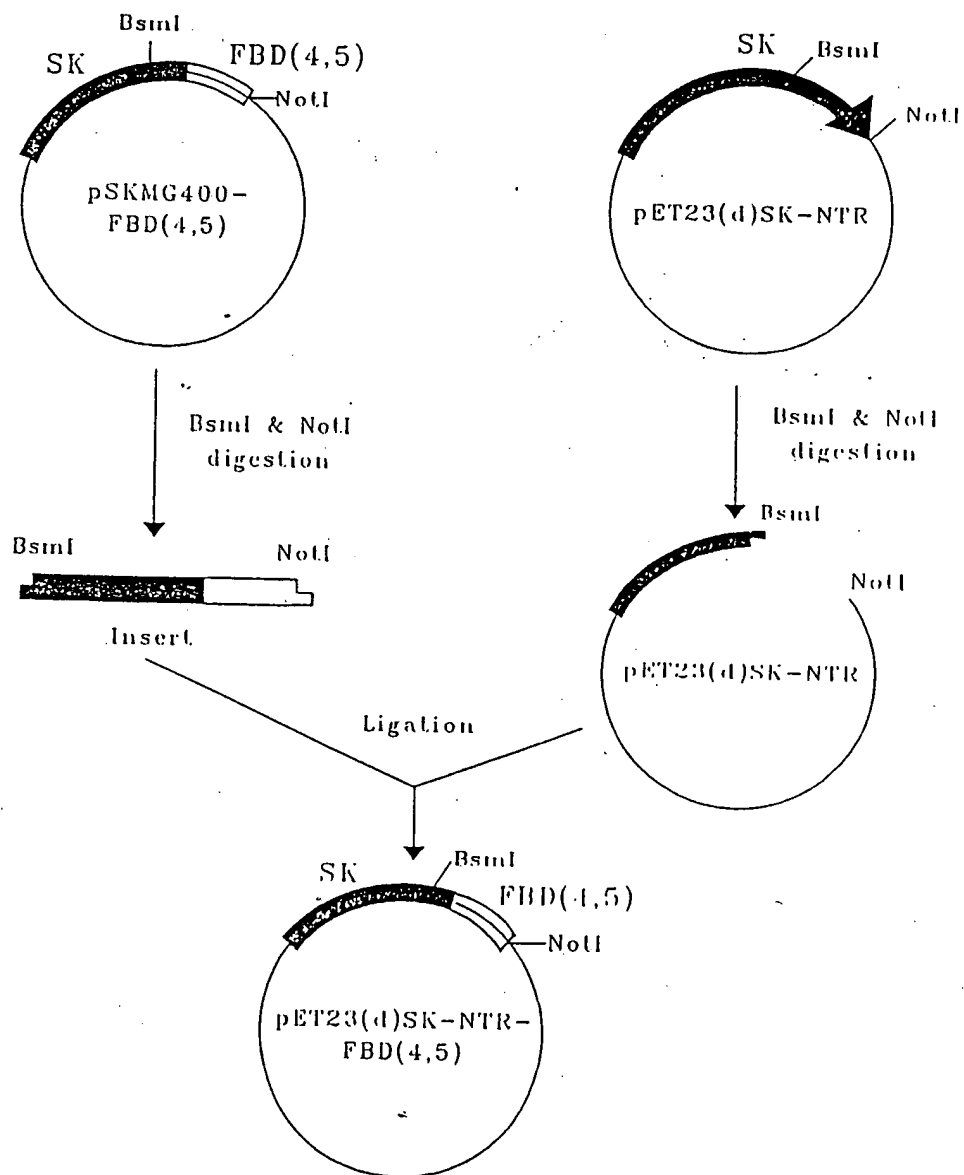 BsmI
SK
FBD(4,5)
NotI
pSKMG400-
FBD(4,5)
SK
BsmI
NotI
pET23(d)SK-NTR
BsmI & NotI
digestion
BsmI & NotI
digestion
BsmI
NotI
Insert
BsmI
NotI
pET23(d)SK-NTR
Ligation
SK
BsmI
FBD(4,5)
NotI
pET23(d)SK-NTR-
FBD(4,5)